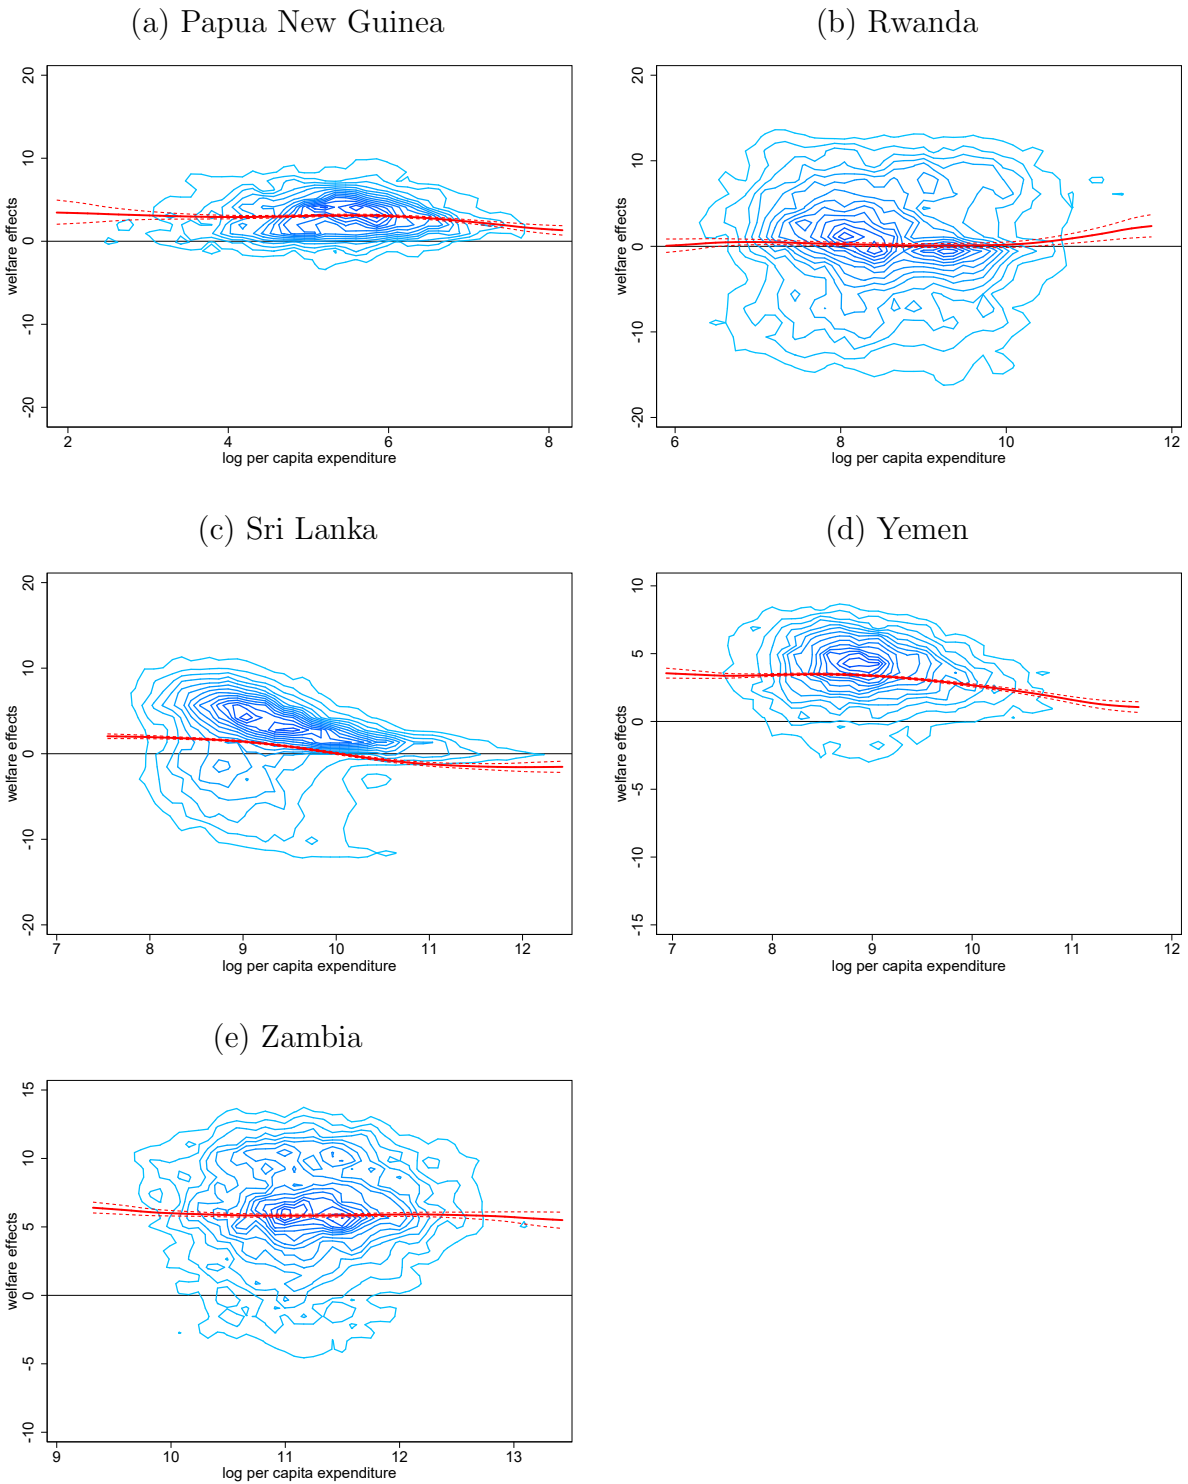 (a) Papua New Guinea
(b) Rwanda
20
10
0
-10
-20
welfare effects
2 4 6 8
log per capita expenditure
20
10
0
-10
-20
welfare effects
6 8 10 12
log per capita expenditure
(c) Sri Lanka
(d) Yemen
20
10
0
-10
-20
welfare effects
7 8 9 10 11 12
log per capita expenditure
10
5
0
-5
-10
-15
welfare effects
7 8 9 10 11 12
log per capita expenditure
(e) Zambia
15
10
5
0
-5
-10
welfare effects
9 10 11 12 13
log per capita expenditure